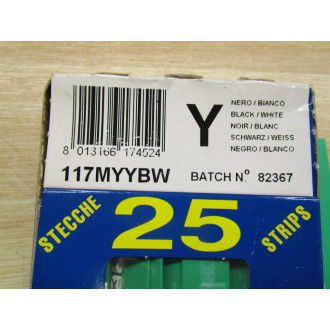 NERO / BIANCO
BLACK / WHITE
NOIR / BLANC
SCHWARZ / WEISS
NEGRO / BLANCO
Y
8 013166 174524
117MYYBW
BATCH Nº 82367
STECCHE
25
STRIPS